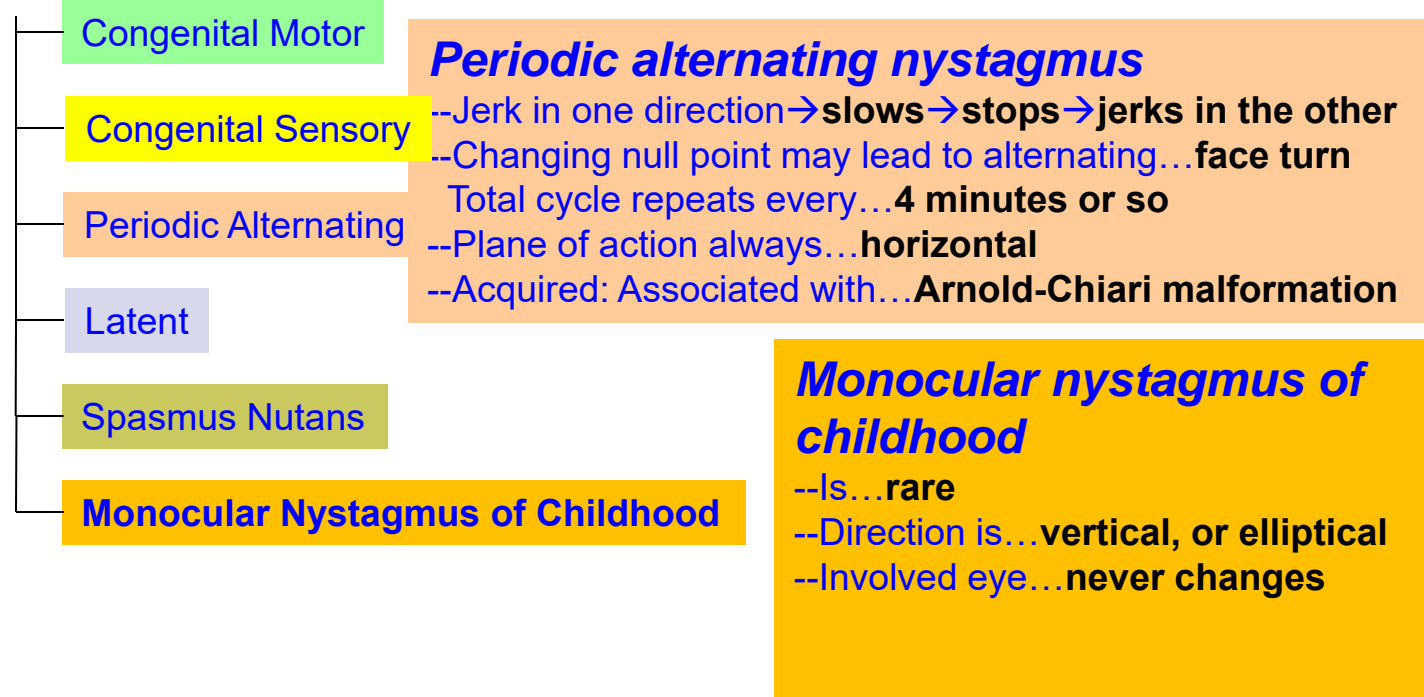 Congenital Motor
Congenital Sensory
Periodic Alternating
Latent
Spasmus Nutans
Monocular Nystagmus of Childhood
Periodic alternating nystagmus
--Jerk in one direction→slows→stops→jerks in the other
--Changing null point may lead to alternating…face turn
Total cycle repeats every…4 minutes or so
--Plane of action always…horizontal
--Acquired: Associated with…Arnold-Chiari malformation
Monocular nystagmus of
childhood
--Is…rare
--Direction is…vertical, or elliptical
--Involved eye…never changes